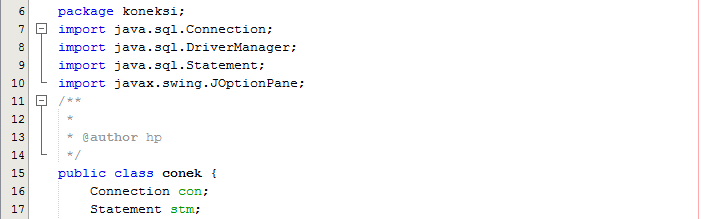 6 package koneksi;
7 import java.sql.Connection;
8 import java.sql.DriverManager;
9 import java.sql.Statement;
10 import javax.swing.JOptionPane;
11 /**
12 *
13 * @author hp
14 */
15 public class conek {
16 Connection con;
17 Statement stm;